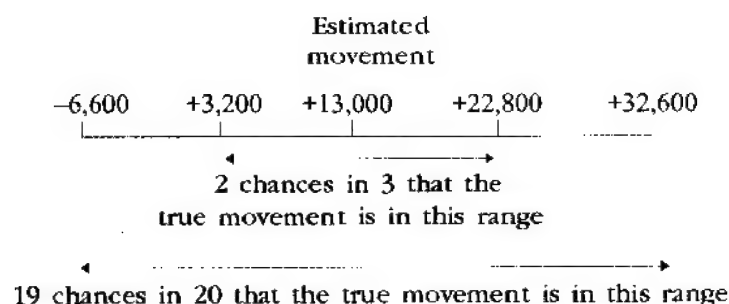 Estimated
movement
–6,600 +3,200 +13,000 +22,800 +32,600
2 chances in 3 that the
true movement is in this range
19 chances in 20 that the true movement is in this range